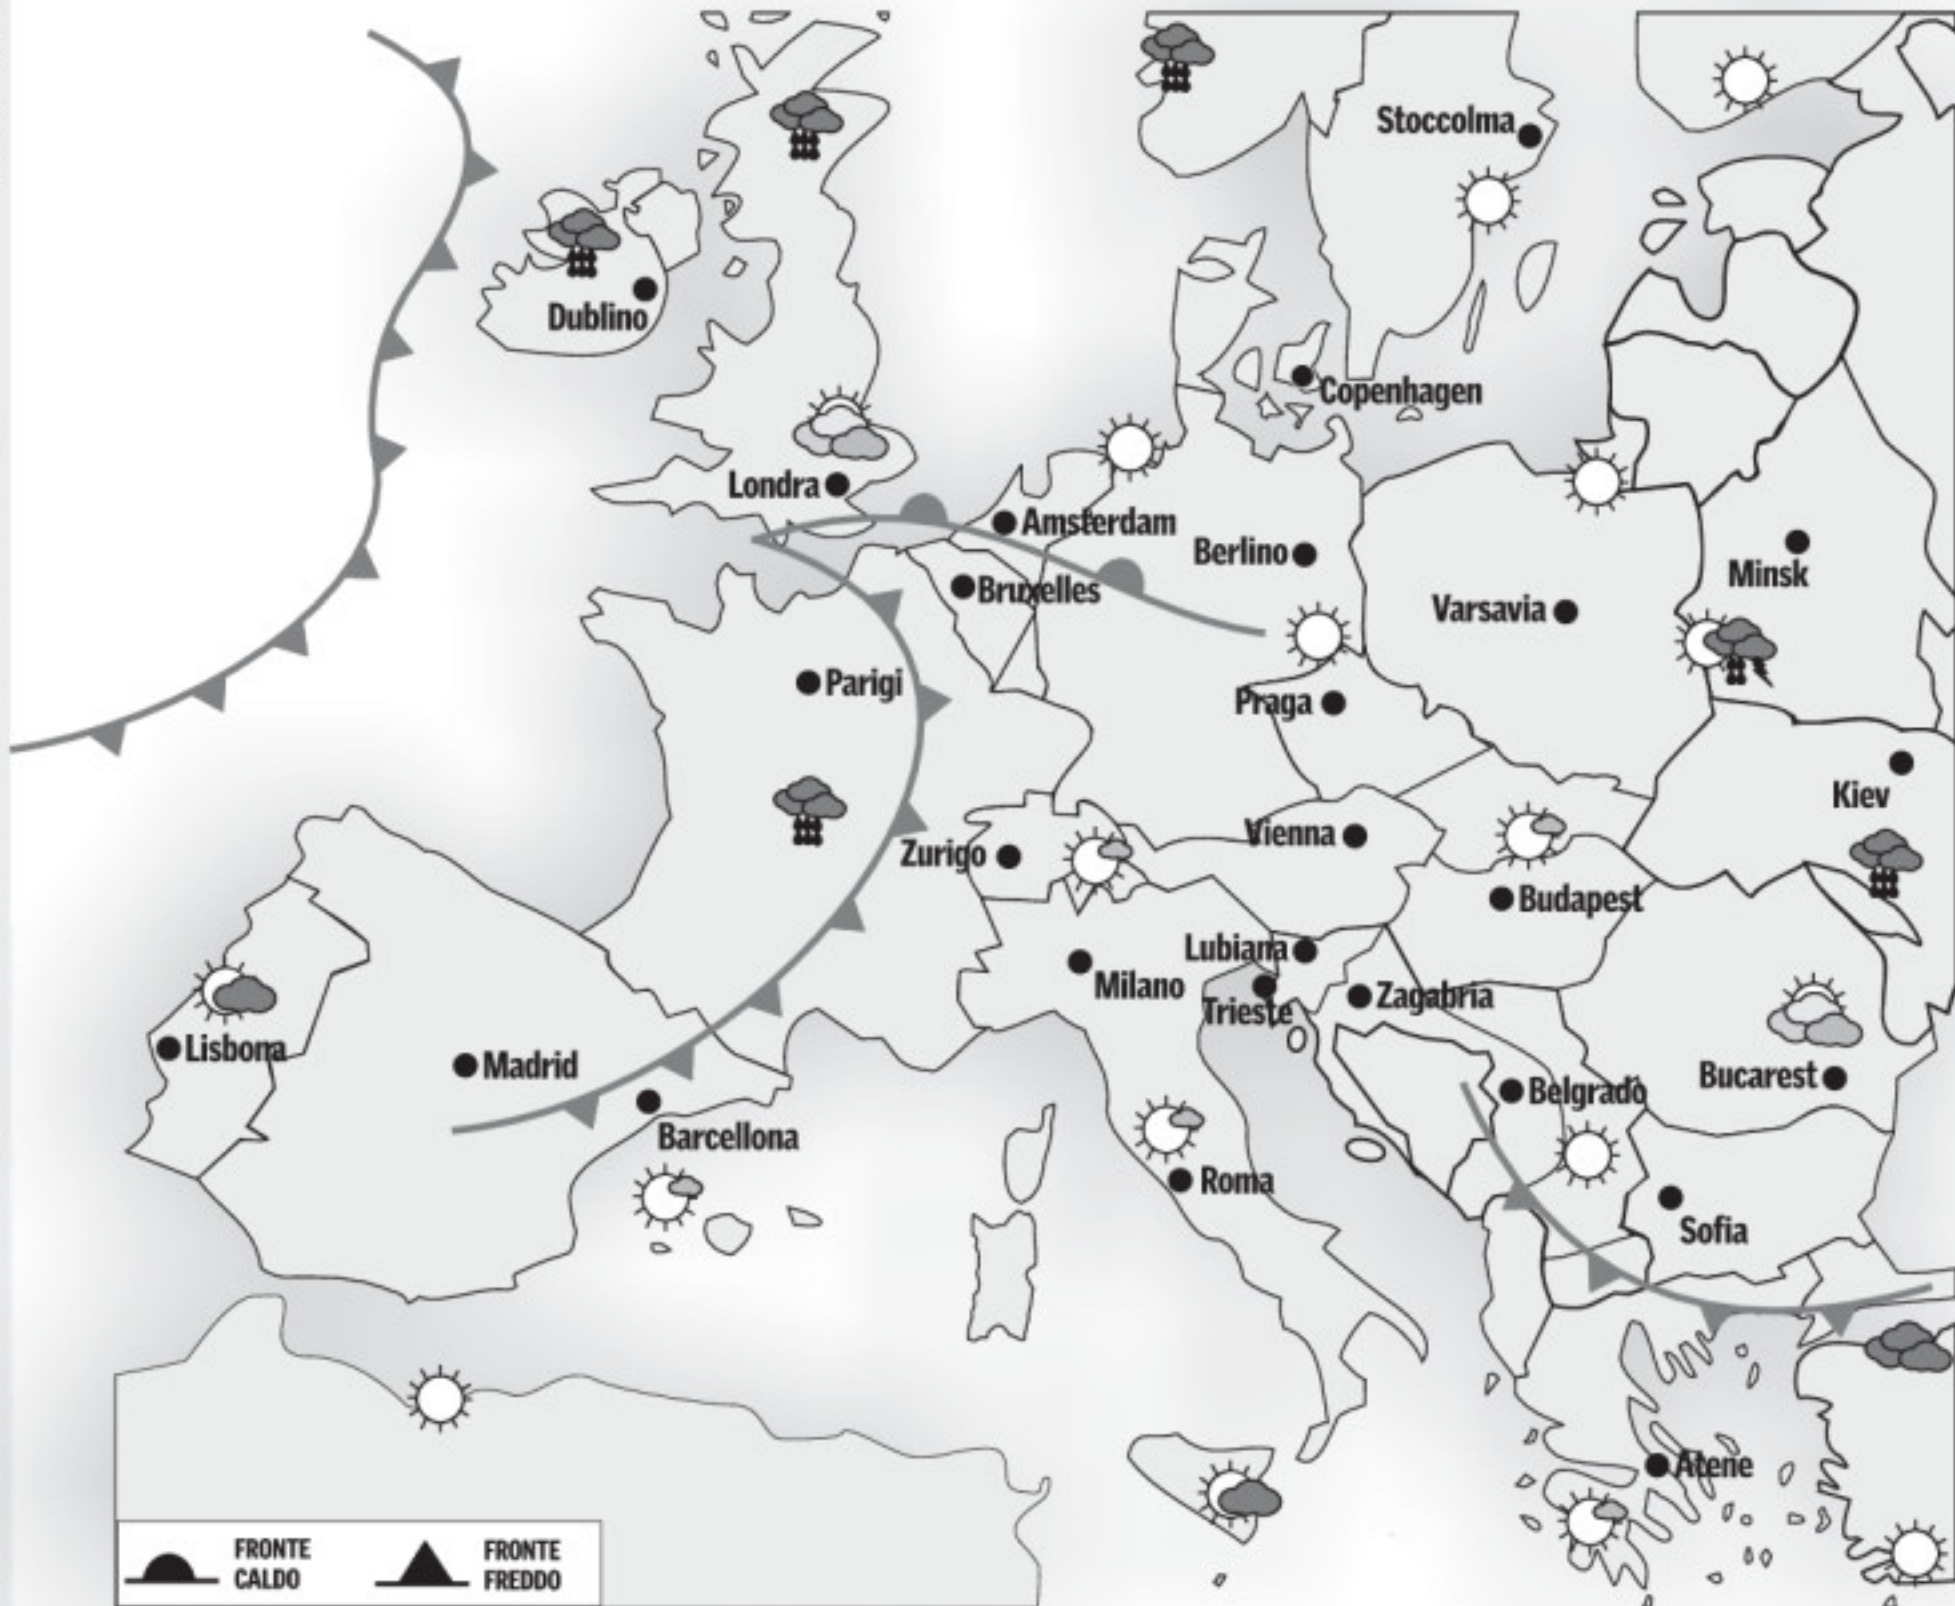 Stoccolma
Dublino
Copenhagen
Londra
Amsterdam
Berlino
Bruxelles
Minsk
Varsavia
Parigi
Praga
Kiev
Vienna
Zurigo
Budapest
Lubiana
Milano
Zagabria
Trieste
Lisbona
Madrid
Bucarest
Belgrado
Barcellona
Roma
Sofia
Atene
FRONTE
CALDO
FRONTE
FREDDO